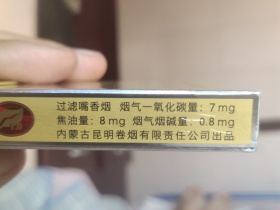 过滤嘴香烟 烟气一氧化碳量：7mg
焦油量：8mg 烟气烟碱量：0.8mg
内蒙古昆明卷烟有限责任公司出品